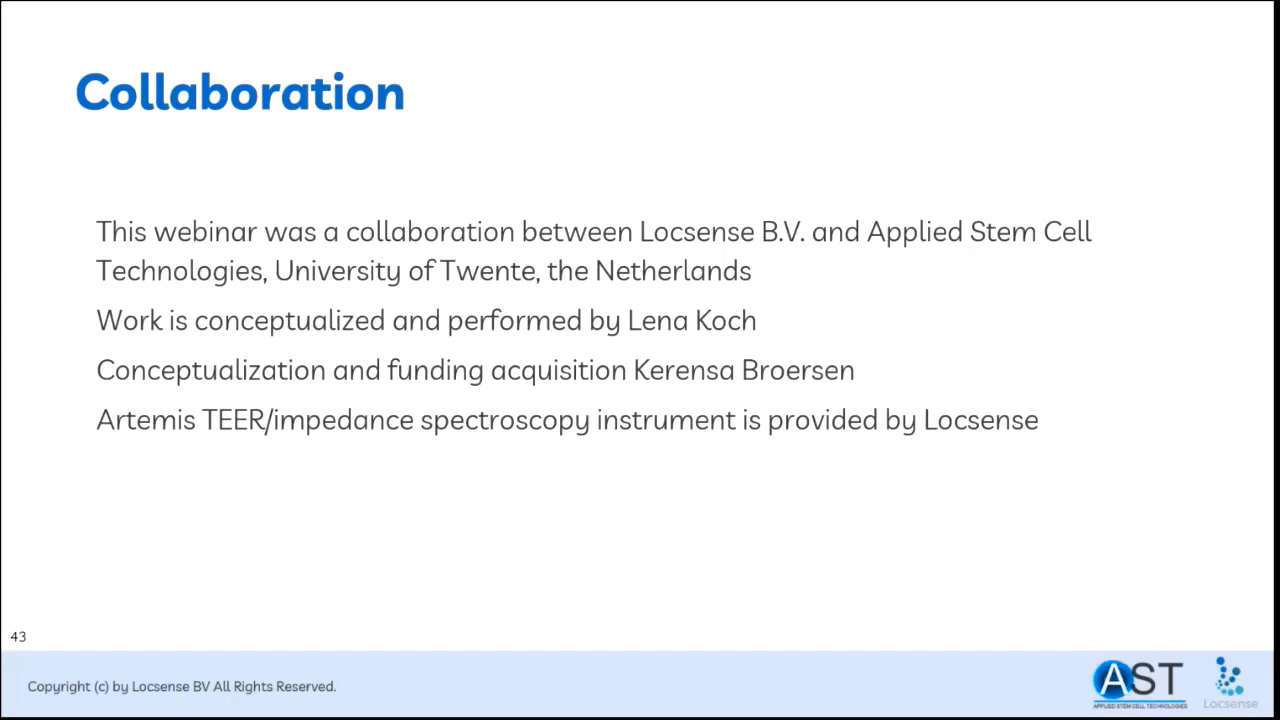 Collaboration
This webinar was a collaboration between Locsense B.V. and Applied Stem Cell
Technologies, University of Twente, the Netherlands
Work is conceptualized and performed by Lena Koch
Conceptualization and funding acquisition Kerensa Broersen
Artemis TEER/impedance spectroscopy instrument is provided by Locsense
43
Copyright (c) by Locsense BV All Rights Reserved.
AST
APPLIED STEM CELL TECHNOLOGIES
Locsense